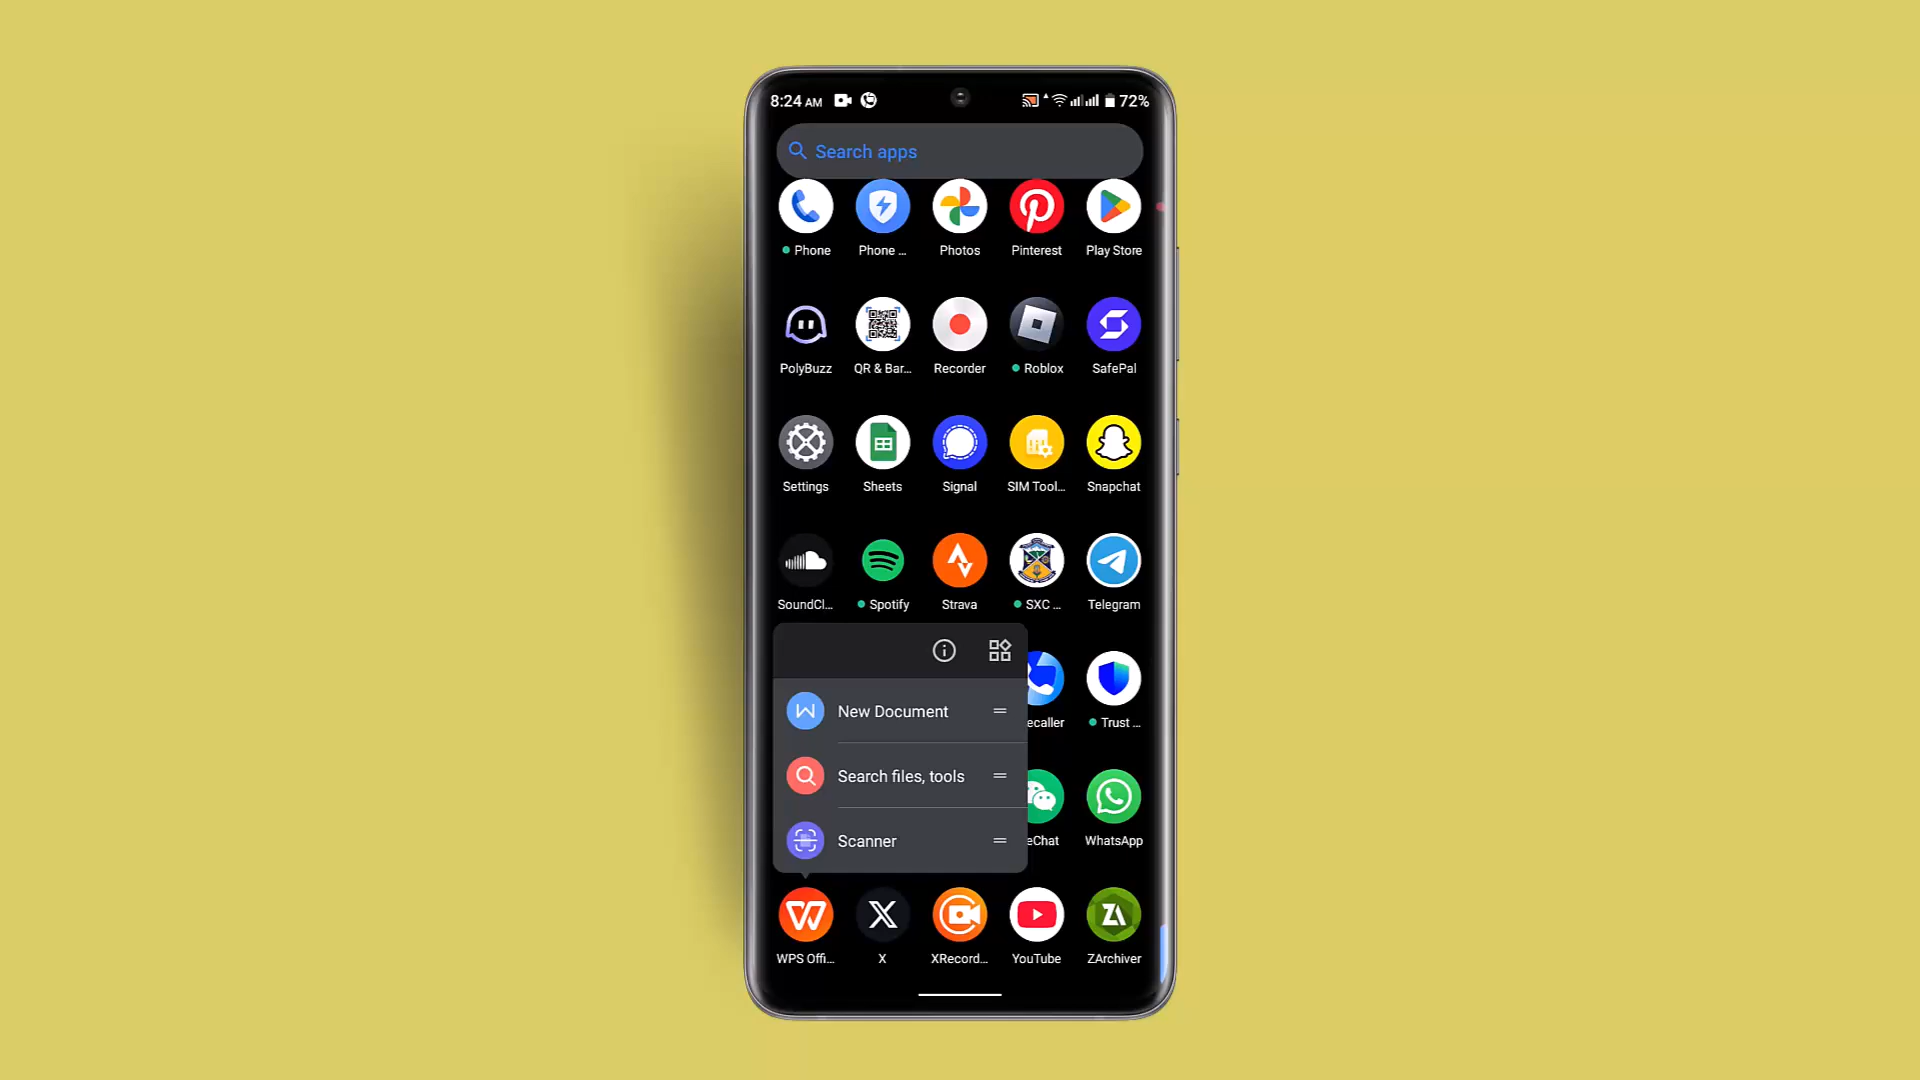 8:24 AM 72%
Search apps
Phone Phone ... Photos Pinterest Play Store
PolyBuzz QR & Bar... Recorder Roblox SafePal
Settings Sheets Signal SIM Tool... Snapchat
SoundCl... Spotify Strava SXC ... Telegram
New Document
ecaller Trust ...
Search files, tools
Scanner
eChat WhatsApp
WPS Offi... X XRecord... YouTube ZArchiver